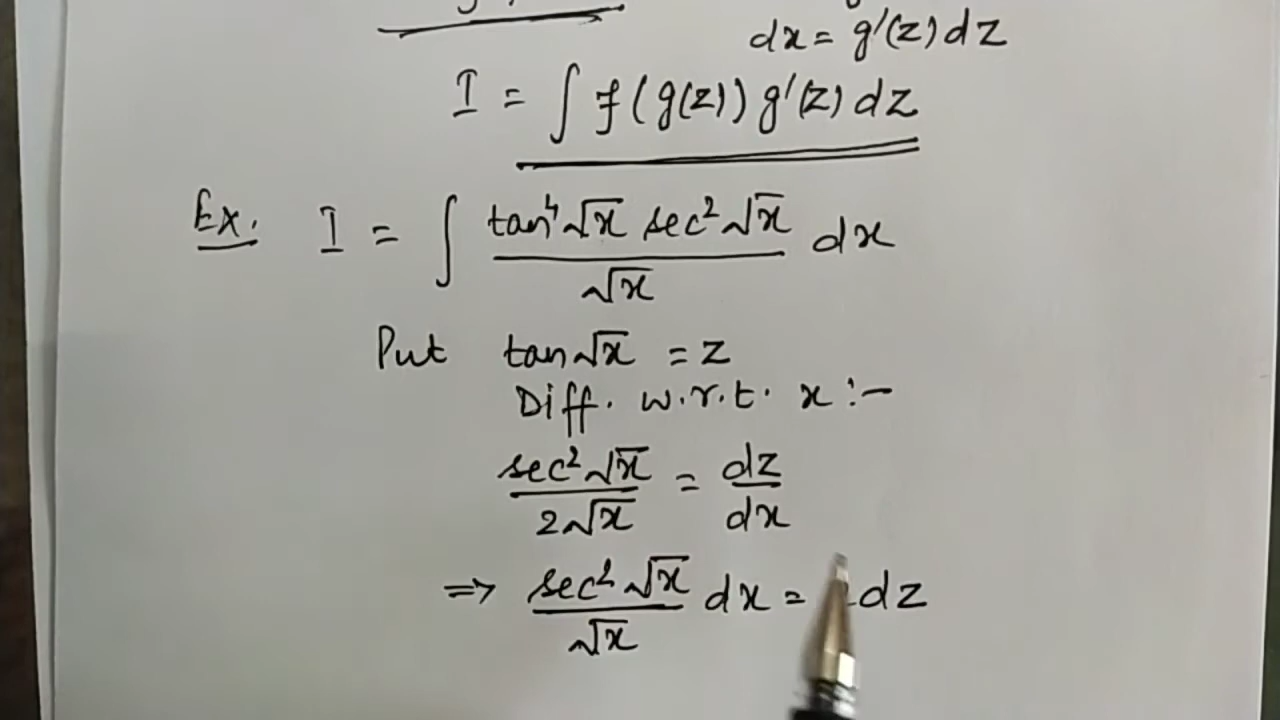 dx = g'(z) dz
I = ∫ f(g(z)) g'(z) dz
Ex. I = ∫ tan⁴√x sec²√x / √x dx
Put tan√x = z
Diff. w.r.t. x :-
sec²√x / 2√x = dz/dx
⇒ sec²√x / √x dx = dz